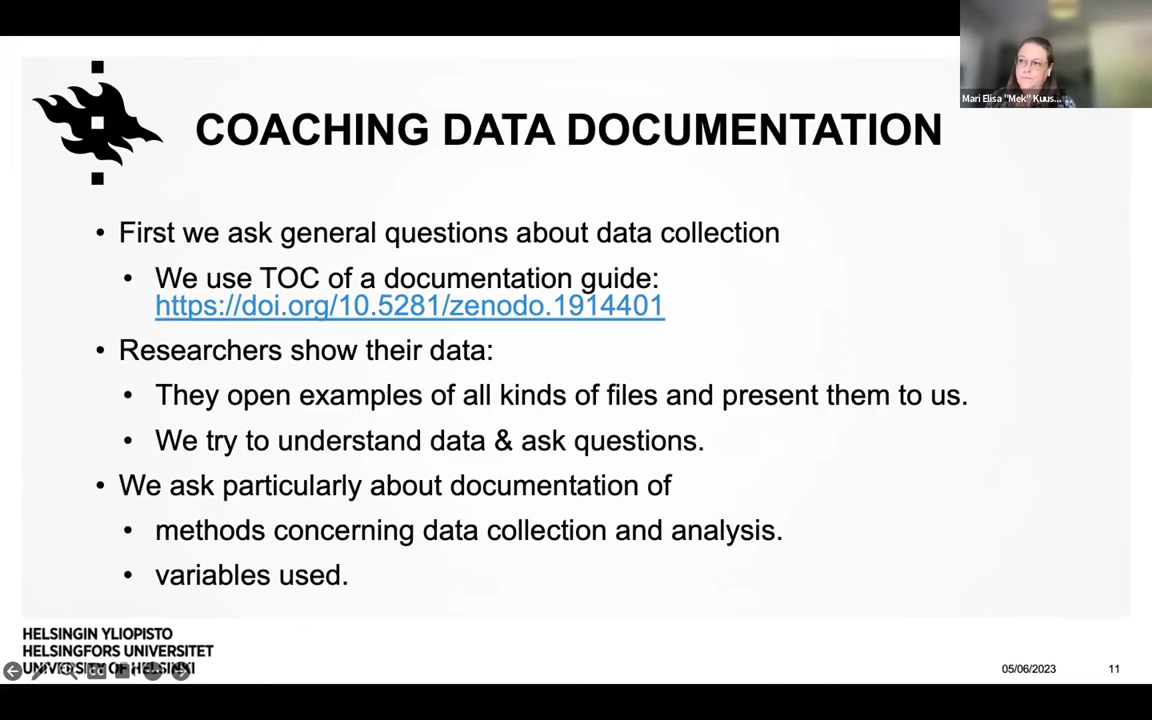 Mari Elisa "Mek" Kuus...
COACHING DATA DOCUMENTATION
• First we ask general questions about data collection
• We use TOC of a documentation guide:
https://doi.org/10.5281/zenodo.1914401
• Researchers show their data:
• They open examples of all kinds of files and present them to us.
• We try to understand data & ask questions.
• We ask particularly about documentation of
• methods concerning data collection and analysis.
• variables used.
HELSINGIN YLIOPISTO
HELSINGFORS UNIVERSITET
UNIVERSITY OF HELSINKI
05/06/2023
11